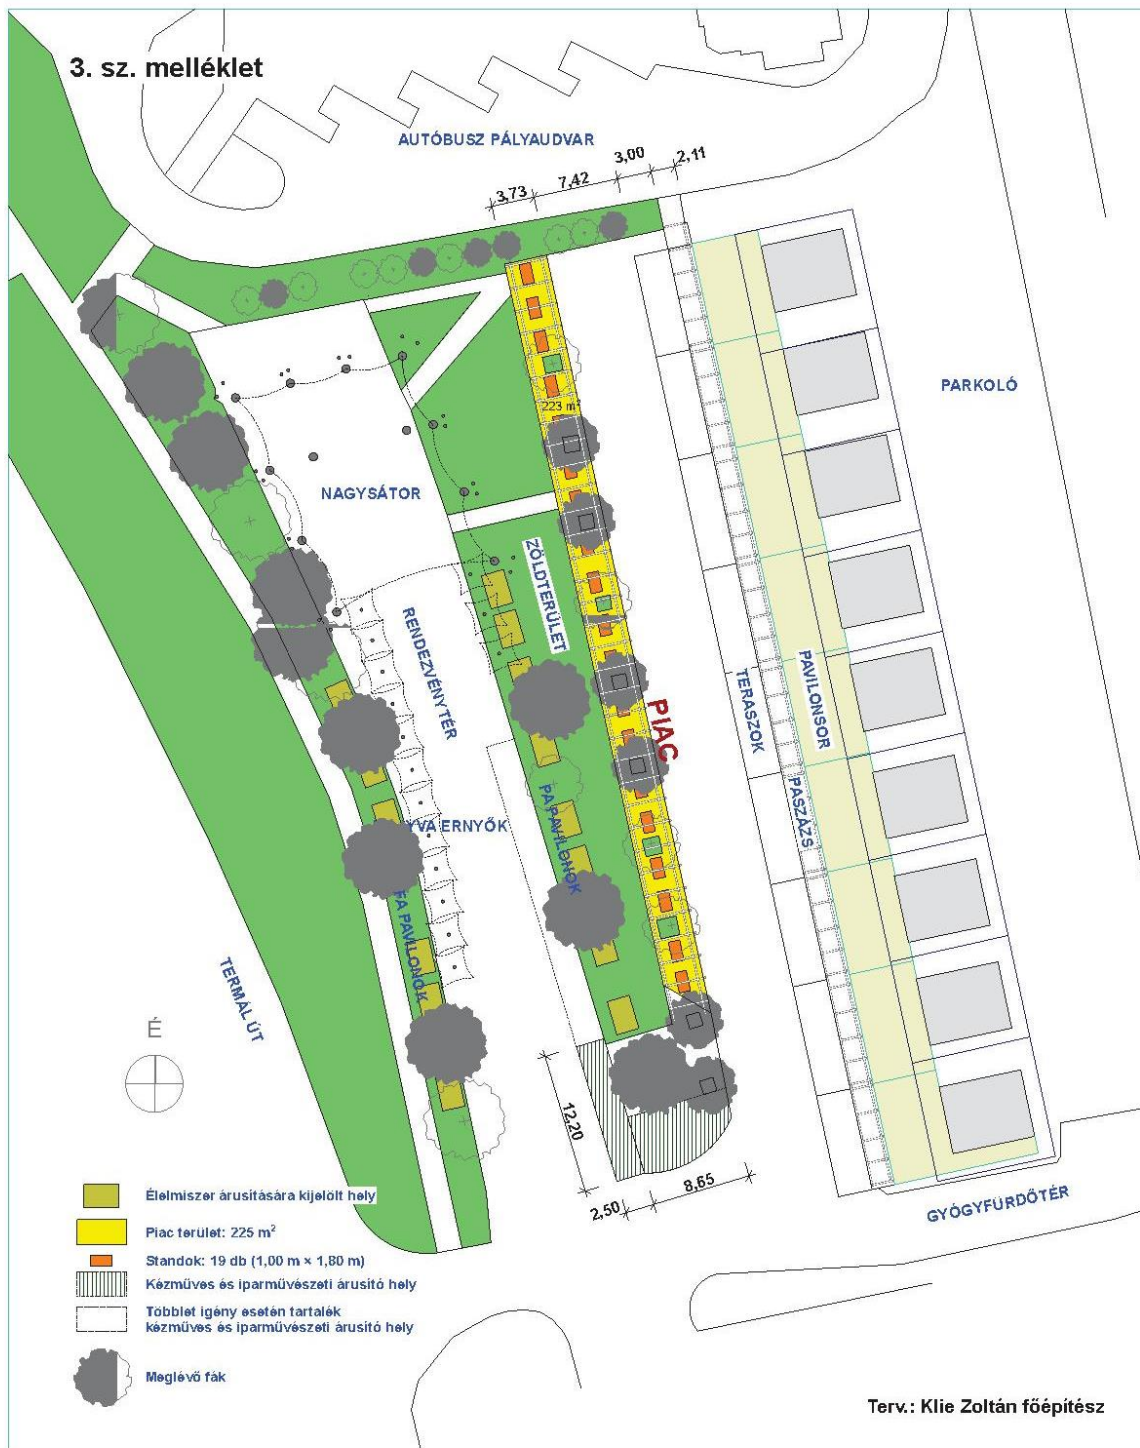 3. sz. melléklet
AUTÓBUSZ PÁLYAUDVAR
3,73
7,42
3,00
2,11
PARKOLÓ
223 m²
NAGYSÁTOR
ZÖLDTERÜLET
RENDEZVÉNYTÉR
PIAC
TERASZOK
PAVILONSOR
PASZÁZS
YVA ERNYŐK
FA PAVILONOK
FA PAVILONOK
TERMÁL ÚT
É
12,20
2,50
8,65
GYÓGYFÜRDŐTÉR
Élelmiszer árusítására kijelölt hely
Piac terület: 225 m²
Standok: 19 db (1,00 m × 1,80 m)
Kézműves és iparművészeti árusító hely
Többlet igény esetén tartalék
kézműves és iparművészeti árusító hely
Meglévő fák
Terv.: Klie Zoltán főépítész